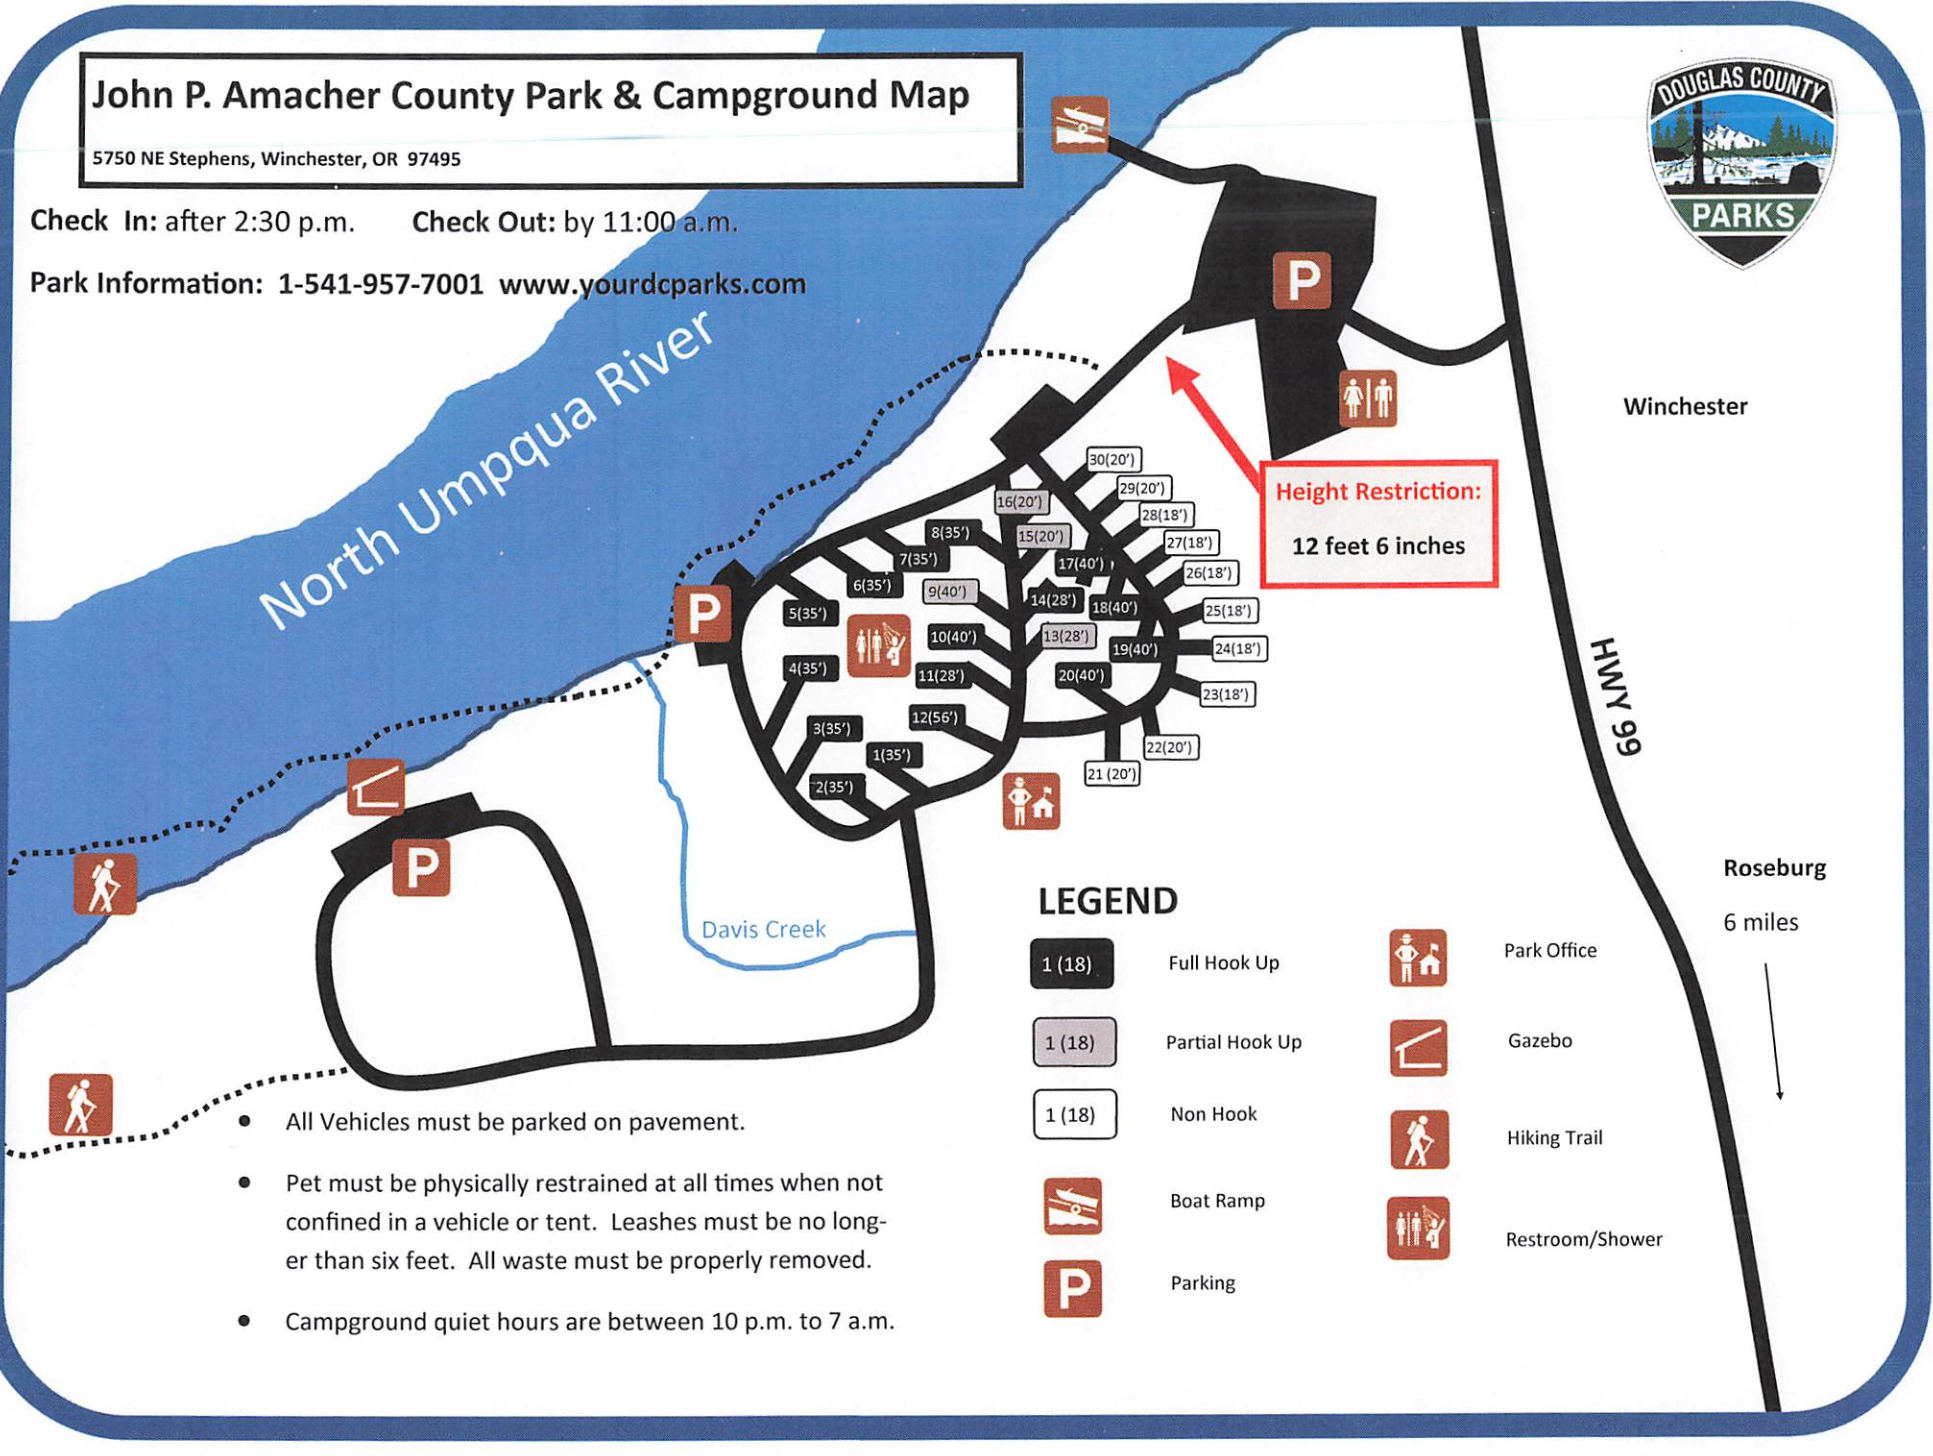 John P. Amacher County Park & Campground Map
5750 NE Stephens, Winchester, OR 97495
Check In: after 2:30 p.m. Check Out: by 11:00 a.m.
Park Information: 1-541-957-7001 www.yourdcparks.com
DOUGLAS COUNTY
PARKS
North Umpqua River
P
Winchester
Height Restriction:
12 feet 6 inches
30(20')
29(20')
16(20')
28(18')
8(35')
15(20')
27(18')
7(35')
17(40')
26(18')
6(35')
9(40')
14(28')
18(40')
25(18')
5(35')
P
10(40')
13(28')
19(40')
24(18')
4(35')
11(28')
20(40')
23(18')
12(56')
3(35')
22(20')
1(35')
21 (20')
2(35')
HWY 99
P
Davis Creek
Roseburg
6 miles
LEGEND
1 (18) Full Hook Up
1 (18) Partial Hook Up
1 (18) Non Hook
Boat Ramp
P Parking
Park Office
Gazebo
Hiking Trail
Restroom/Shower
• All Vehicles must be parked on pavement.
• Pet must be physically restrained at all times when not
confined in a vehicle or tent. Leashes must be no long-
er than six feet. All waste must be properly removed.
• Campground quiet hours are between 10 p.m. to 7 a.m.